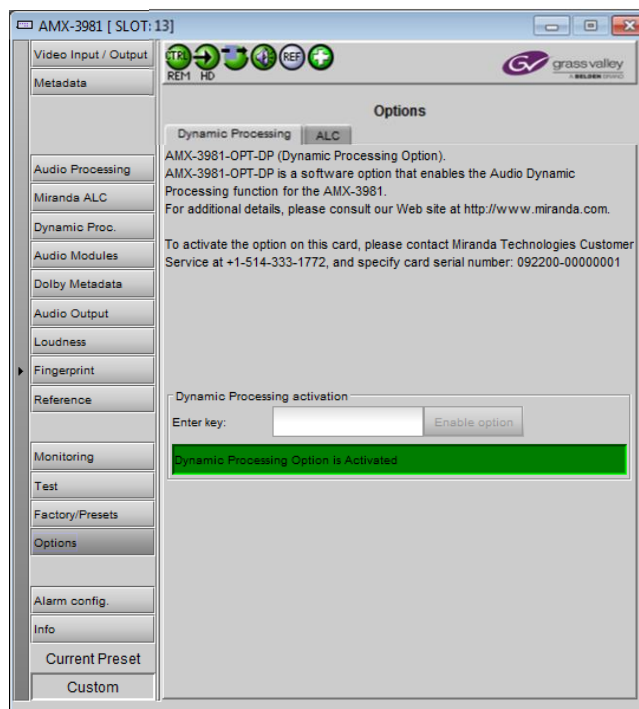 AMX-3981 [ SLOT: 13]
Video Input / Output
Metadata
Audio Processing
Miranda ALC
Dynamic Proc.
Audio Modules
Dolby Metadata
Audio Output
Loudness
Fingerprint
Reference
Monitoring
Test
Factory/Presets
Options
Alarm config.
Info
Current Preset
Custom
CTRL
REF
REM HD
GV grass valley
A BELDEN BRAND
Options
Dynamic Processing ALC
AMX-3981-OPT-DP (Dynamic Processing Option).
AMX-3981-OPT-DP is a software option that enables the Audio Dynamic
Processing function for the AMX-3981.
For additional details, please consult our Web site at http://www.miranda.com.
To activate the option on this card, please contact Miranda Technologies Customer
Service at +1-514-333-1772, and specify card serial number: 092200-00000001
Dynamic Processing activation
Enter key:
Enable option
Dynamic Processing Option is Activated